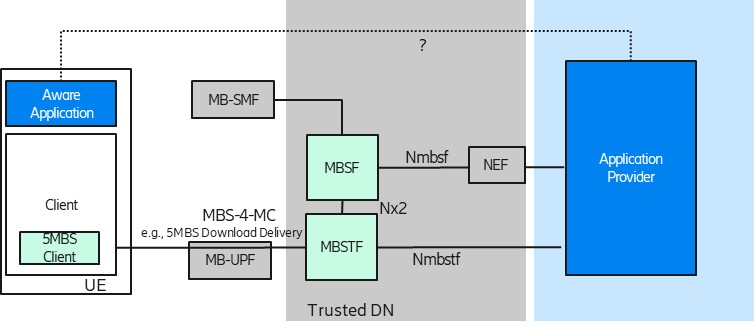 ?
Aware
Application
MB-SMF
MBSF
Nmbsf
NEF
Application
Provider
Client
MBS-4-MC
Nx2
e.g., 5MBS Download Delivery
5MBS
Client
MB-UPF
MBSTF
Nmbstf
UE
Trusted DN